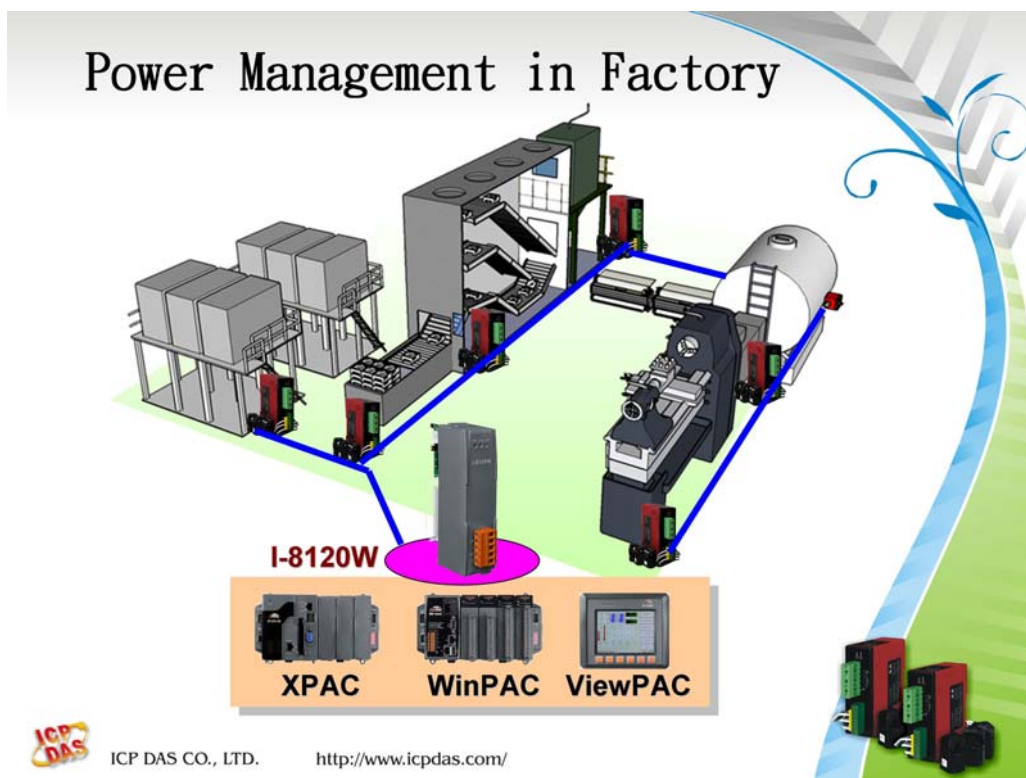 Power Management in Factory
I-8120W
XPAC
WinPAC
ViewPAC
ICP
DAS
ICP DAS CO., LTD.
http://www.icpdas.com/